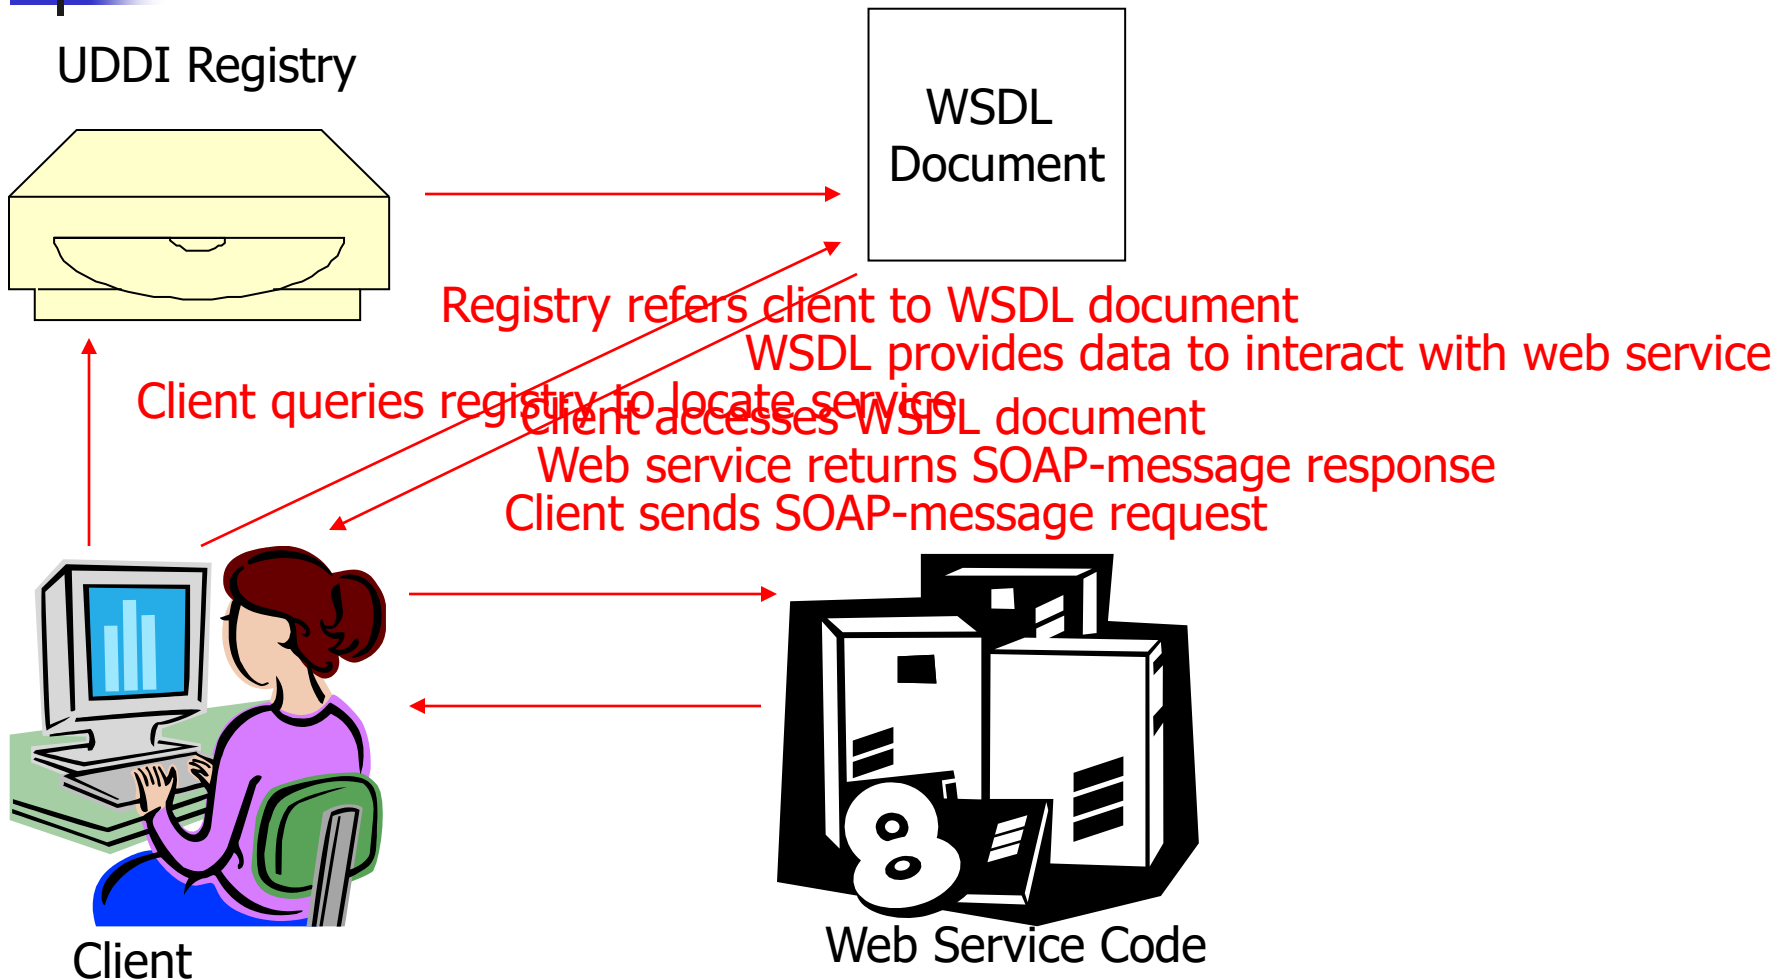 UDDI Registry
WSDL
Document
Registry refers client to WSDL document
WSDL provides data to interact with web service
Client queries registry to locate service
Client accesses WSDL document
Web service returns SOAP-message response
Client sends SOAP-message request
Web Service Code
Client